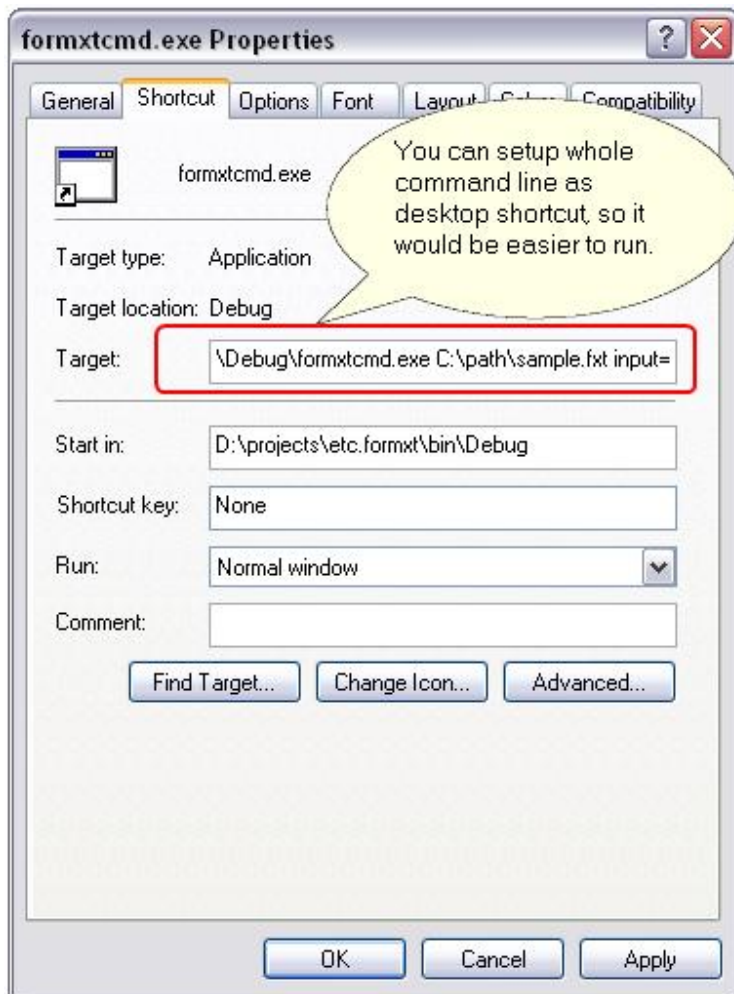 formxtcmd.exe Properties
General Shortcut Options Font Layout Compatibility
formxtcmd.exe
You can setup whole
command line as
desktop shortcut, so it
would be easier to run.
Target type: Application
Target location: Debug
Target: \Debug\formxtcmd.exe C:\path\sample.fxt input=
Start in: D:\projects\etc.formxt\bin\Debug
Shortcut key: None
Run: Normal window
Comment:
Find Target... Change Icon... Advanced...
OK Cancel Apply